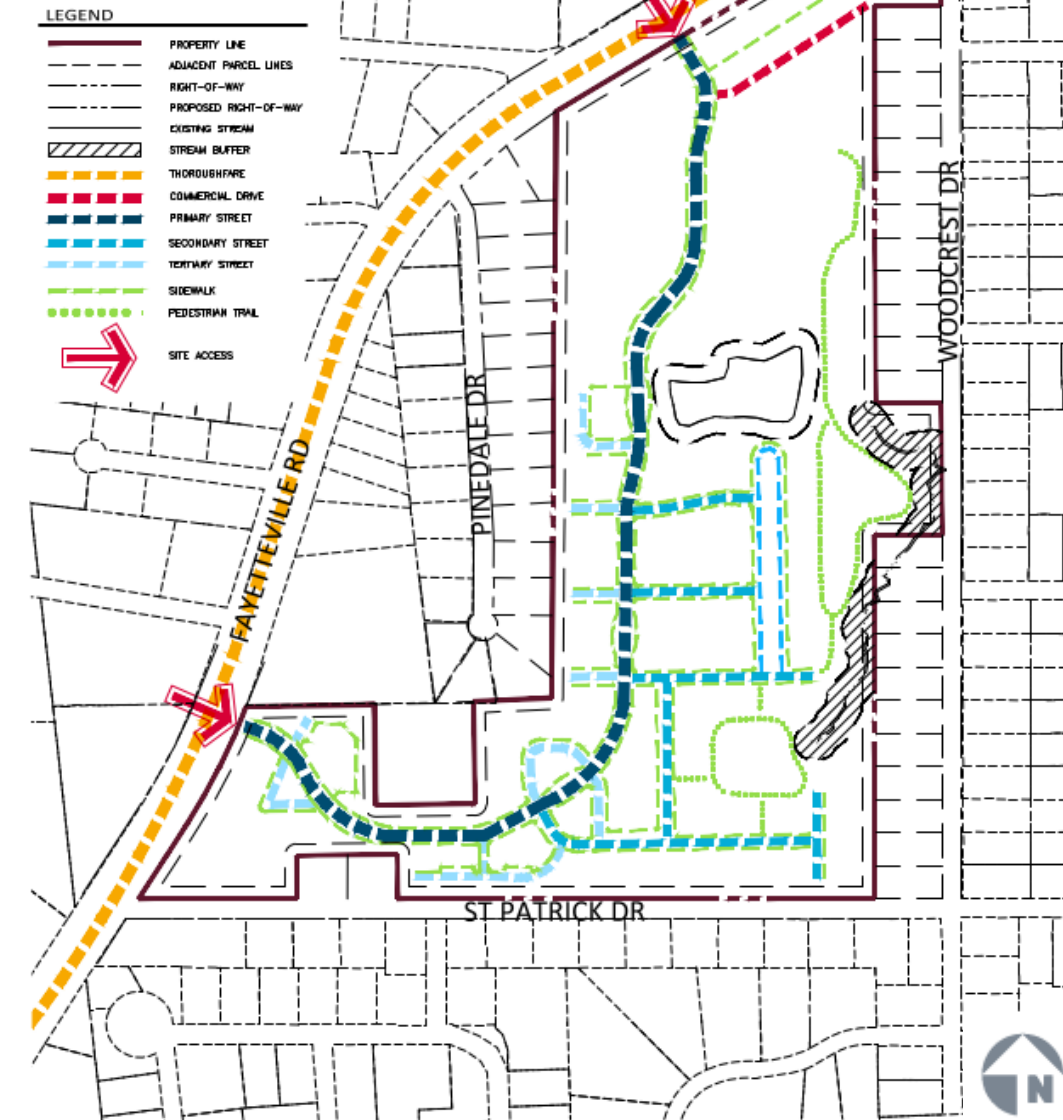 LEGEND
PROPERTY LINE
ADJACENT PARCEL LINES
RIGHT-OF-WAY
PROPOSED RIGHT-OF-WAY
EXISTING STREAM
STREAM BUFFER
THOROUGHFARE
COMMERCIAL DRIVE
PRIMARY STREET
SECONDARY STREET
TERTIARY STREET
SIDEWALK
PEDESTRIAN TRAIL
SITE ACCESS
WOODCREST DR
PINEDALE DR
FAYETTEVILLE RD
ST PATRICK DR
N